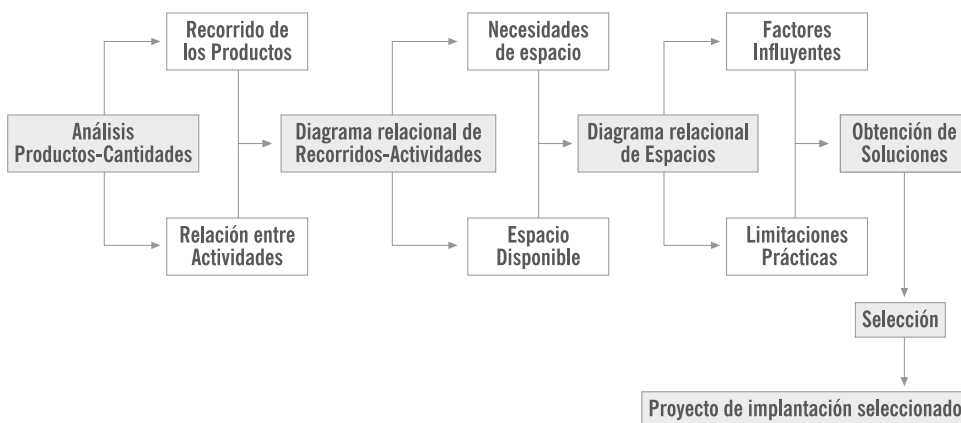 Recorrido de
los Productos
Necesidades
de espacio
Factores
Influyentes
Análisis
Productos-Cantidades
Diagrama relacional de
Recorridos-Actividades
Diagrama relacional
de Espacios
Obtención de
Soluciones
Relación entre
Actividades
Espacio
Disponible
Limitaciones
Prácticas
Selección
Proyecto de implantación seleccionado